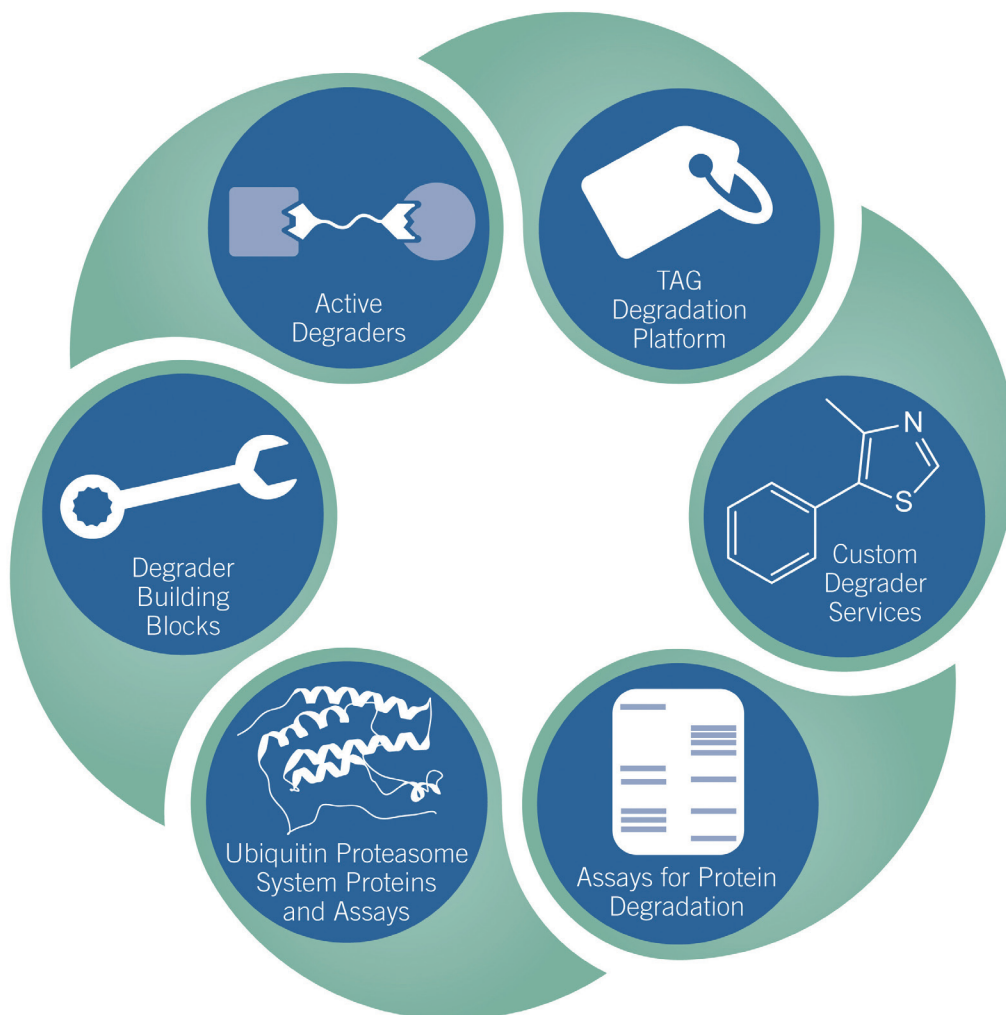 Active
Degraders
TAG
Degradation
Platform
N
S
Custom
Degrader
Services
Assays for Protein
Degradation
Ubiquitin Proteasome
System Proteins
and Assays
Degrader
Building
Blocks